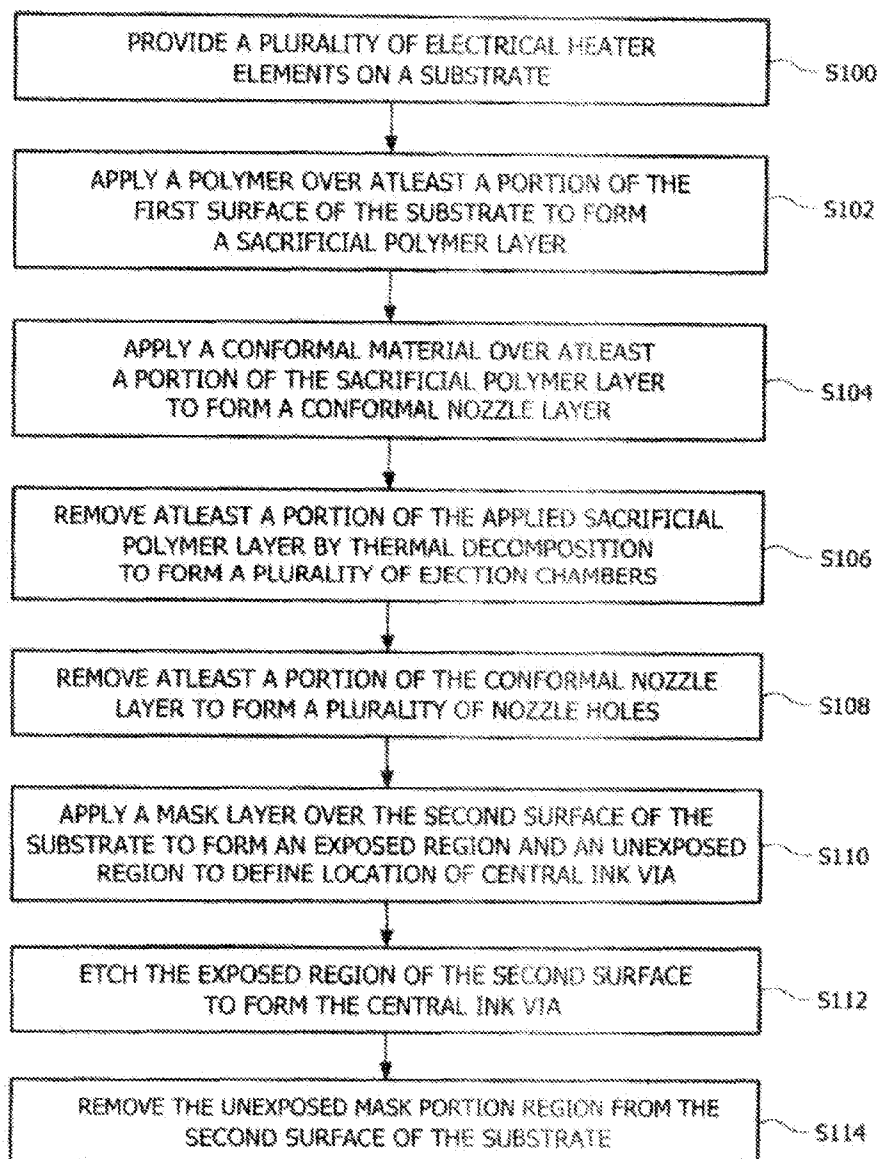 PROVIDE A PLURALITY OF ELECTRICAL HEATER
ELEMENTS ON A SUBSTRATE
S100
APPLY A POLYMER OVER ATLEAST A PORTION OF THE
FIRST SURFACE OF THE SUBSTRATE TO FORM
A SACRIFICIAL POLYMER LAYER
S102
APPLY A CONFORMAL MATERIAL OVER ATLEAST
A PORTION OF THE SACRIFICIAL POLYMER LAYER
TO FORM A CONFORMAL NOZZLE LAYER
S104
REMOVE ATLEAST A PORTION OF THE APPLIED SACRIFICIAL
POLYMER LAYER BY THERMAL DECOMPOSITION
TO FORM A PLURALITY OF EJECTION CHAMBERS
S106
REMOVE ATLEAST A PORTION OF THE CONFORMAL NOZZLE
LAYER TO FORM A PLURALITY OF NOZZLE HOLES
S108
APPLY A MASK LAYER OVER THE SECOND SURFACE OF THE
SUBSTRATE TO FORM AN EXPOSED REGION AND AN UNEXPOSED
REGION TO DEFINE LOCATION OF CENTRAL INK VIA
S110
ETCH THE EXPOSED REGION OF THE SECOND SURFACE
TO FORM THE CENTRAL INK VIA
S112
REMOVE THE UNEXPOSED MASK PORTION REGION FROM THE
SECOND SURFACE OF THE SUBSTRATE
S114